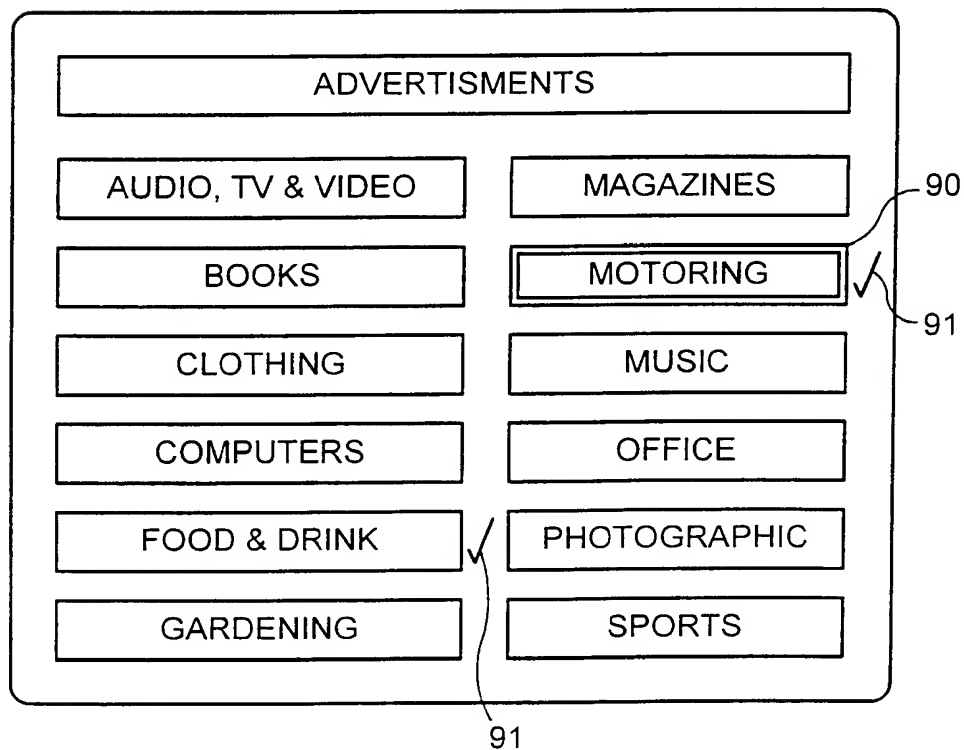 ADVERTISMENTS
AUDIO, TV & VIDEO
MAGAZINES
90
BOOKS
MOTORING
91
CLOTHING
MUSIC
COMPUTERS
OFFICE
FOOD & DRINK
PHOTOGRAPHIC
GARDENING
SPORTS
91